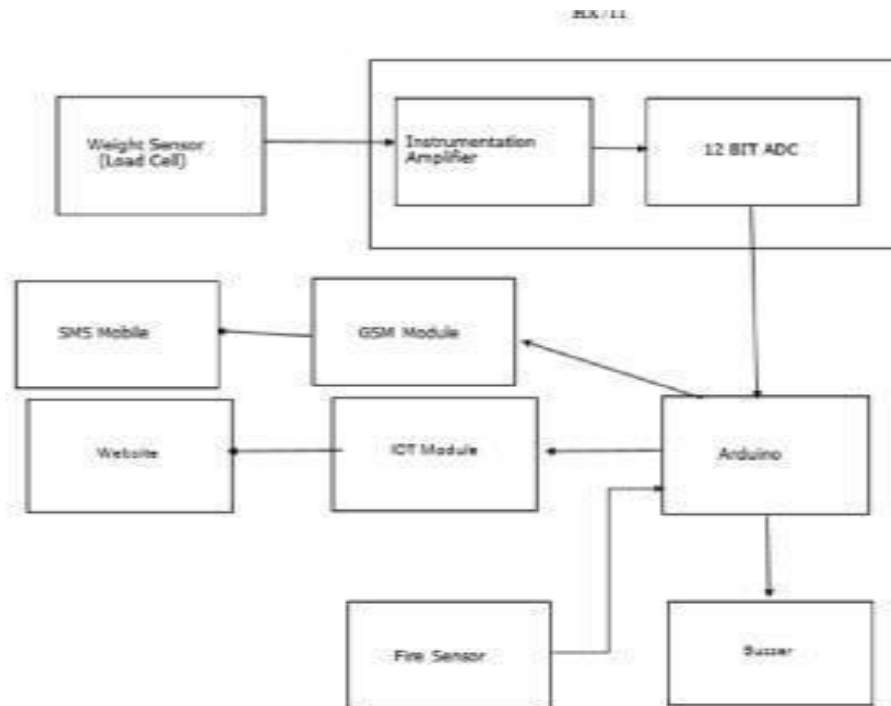 HX711
Weight Sensor
(Load Cell)
Instrumentation
Amplifier
12 BIT ADC
SMS Mobile
GSM Module
Website
IOT Module
Arduino
Fire Sensor
Buzzer